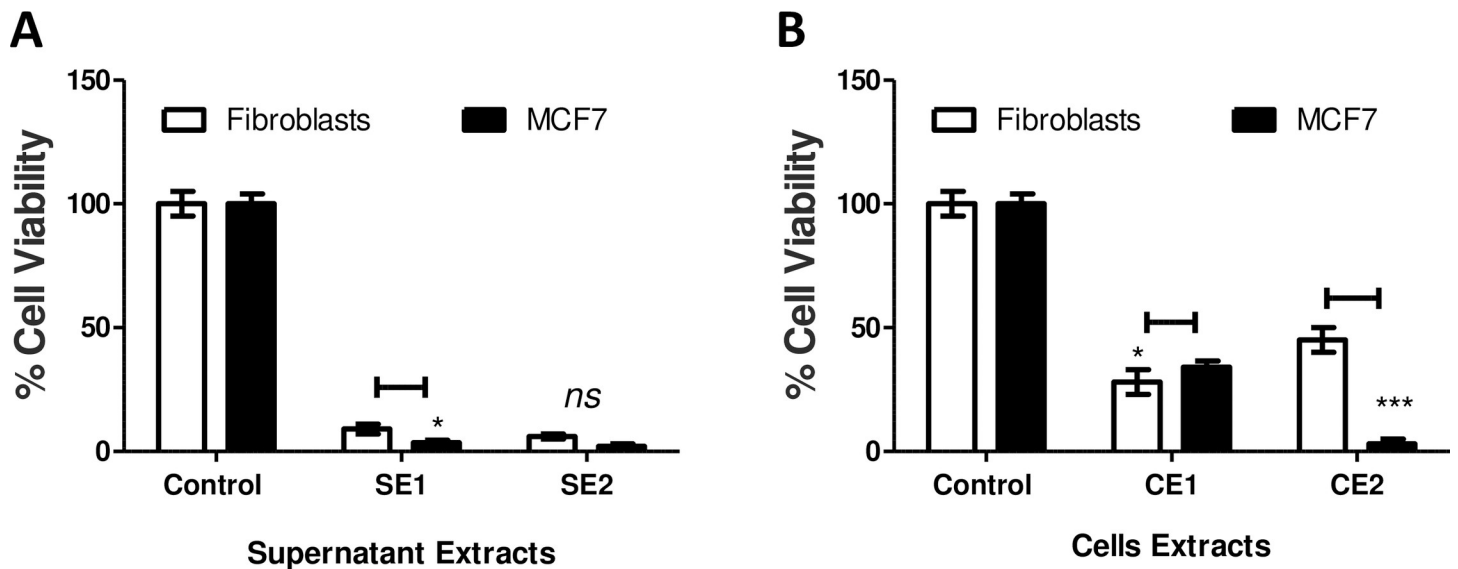 A
% Cell Viability
150
100
50
0
Fibroblasts MCF7
*
ns
Control SE1 SE2
Supernatant Extracts
B
% Cell Viability
150
100
50
0
Fibroblasts MCF7
*
***
Control CE1 CE2
Cells Extracts